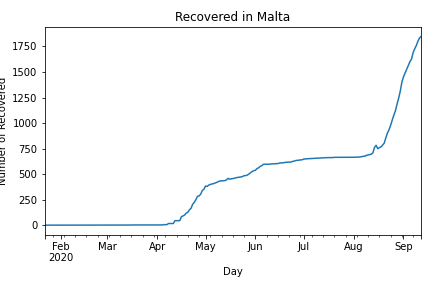 Recovered in Malta
Number of Recovered
1750
1500
1250
1000
750
500
250
0
Feb
2020
Mar
Apr
May
Jun
Jul
Aug
Sep
Day